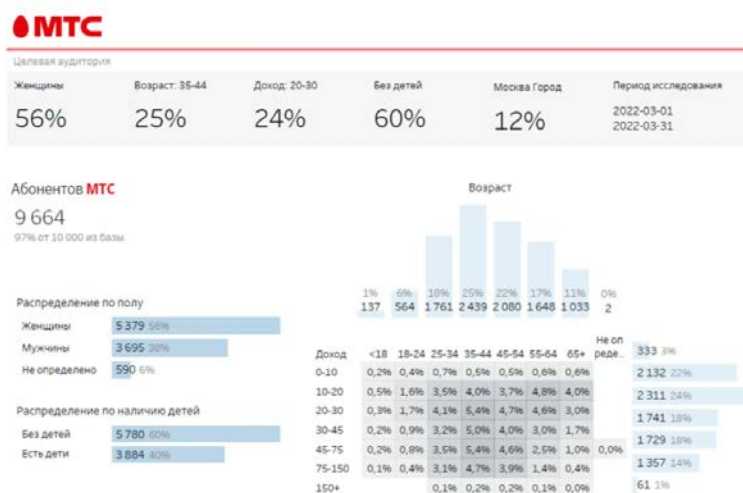 МТС
Целевая аудитория
Женщины Возраст: 35-44 Доход: 20-30 Без детей Москва Город Период исследования
56% 25% 24% 60% 12% 2022-03-01
2022-03-31
Абонентов МТС
9 664
97% от 10 000 из базы
Возраст
1% 6% 18% 25% 22% 17% 11% 0%
137 564 1 761 2 439 2 080 1 648 1 033 2
Распределение по полу
Женщины 5 379 56%
Мужчины 3 695 38%
Не определено 590 6%
Распределение по наличию детей
Без детей 5 780 60%
Есть дети 3 884 40%
Доход <18 18-24 25-34 35-44 45-54 55-64 65+ Не оп
реде.. 333 3%
0-10 0,2% 0,4% 0,7% 0,5% 0,5% 0,6% 0,6% 2 132 22%
10-20 0,5% 1,6% 3,5% 4,0% 3,7% 4,8% 4,0% 2 311 24%
20-30 0,3% 1,7% 4,1% 5,4% 4,7% 4,6% 3,0% 1 741 18%
30-45 0,2% 0,9% 3,2% 5,0% 4,0% 3,0% 1,7% 1 729 18%
45-75 0,2% 0,8% 3,5% 5,4% 4,6% 2,5% 1,0% 0,0% 1 357 14%
75-150 0,1% 0,4% 3,1% 4,7% 3,9% 1,4% 0,4% 61 1%
150+ 0,1% 0,2% 0,2% 0,1% 0,0%